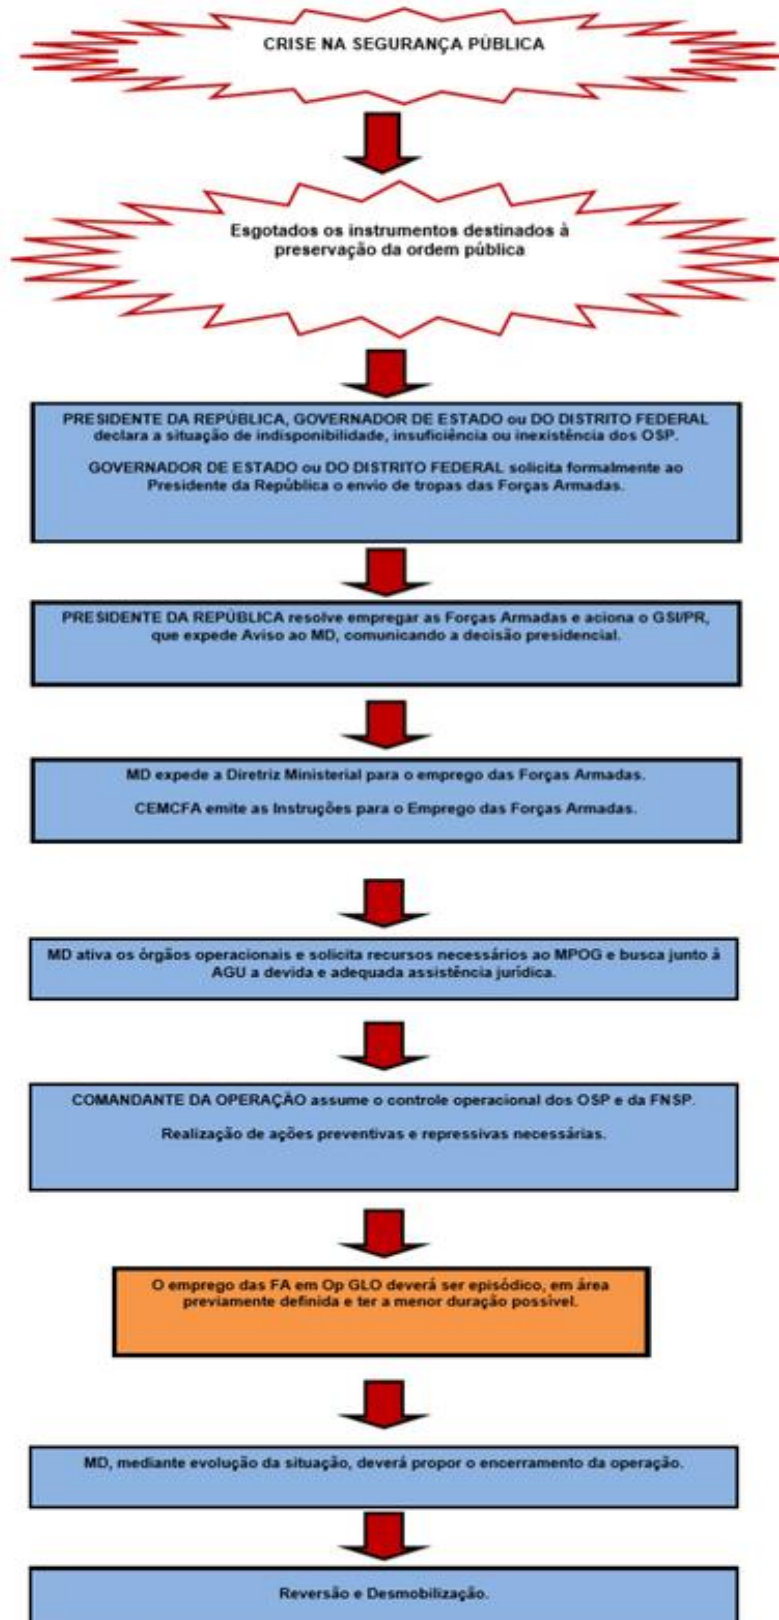 CRISE NA SEGURANÇA PÚBLICA
Esgotados os instrumentos destinados à
preservação da ordem pública
PRESIDENTE DA REPÚBLICA, GOVERNADOR DE ESTADO ou DO DISTRITO FEDERAL
declara a situação de indisponibilidade, insuficiência ou inexistência dos OSP.
GOVERNADOR DE ESTADO ou DO DISTRITO FEDERAL solicita formalmente ao
Presidente da República o envio de tropas das Forças Armadas.
PRESIDENTE DA REPÚBLICA resolve empregar as Forças Armadas e aciona o GSI/PR,
que expede Aviso ao MD, comunicando a decisão presidencial.
MD expede a Diretriz Ministerial para o emprego das Forças Armadas.
CEMCFA emite as Instruções para o Emprego das Forças Armadas.
MD ativa os órgãos operacionais e solicita recursos necessários ao MPOG e busca junto à
AGU a devida e adequada assistência jurídica.
COMANDANTE DA OPERAÇÃO assume o controle operacional dos OSP e da FNSP.
Realização de ações preventivas e repressivas necessárias.
O emprego das FA em Op GLO deverá ser episódico, em área
previamente definida e ter a menor duração possível.
MD, mediante evolução da situação, deverá propor o encerramento da operação.
Reversão e Desmobilização.